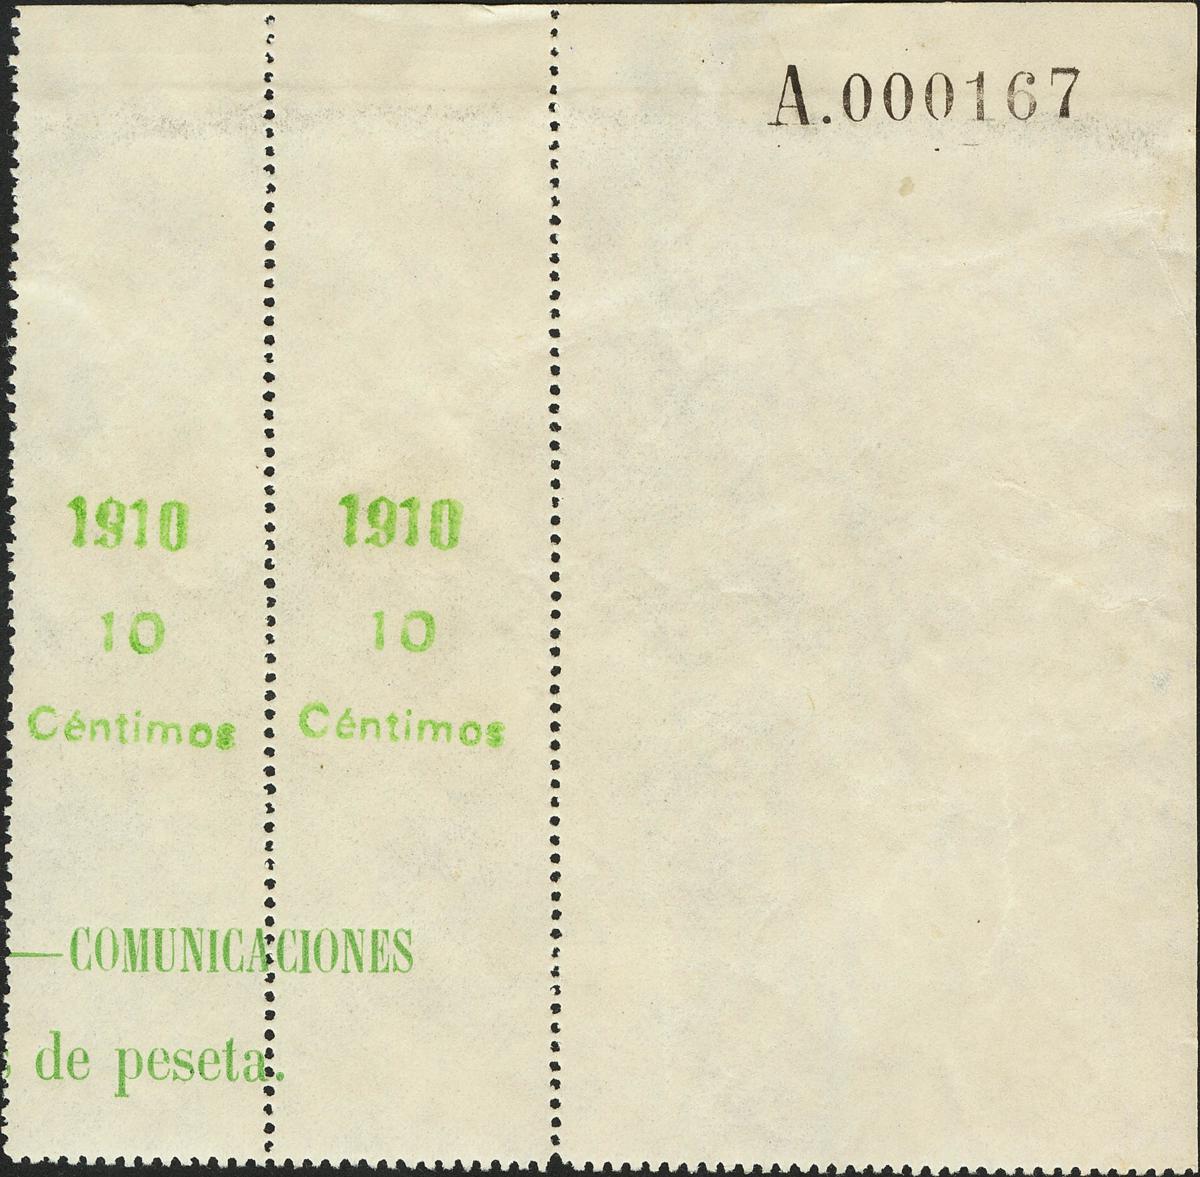 A.000167
1910 1910
10 10
Céntimos Céntimos
—COMUNICACIONES
de peseta.